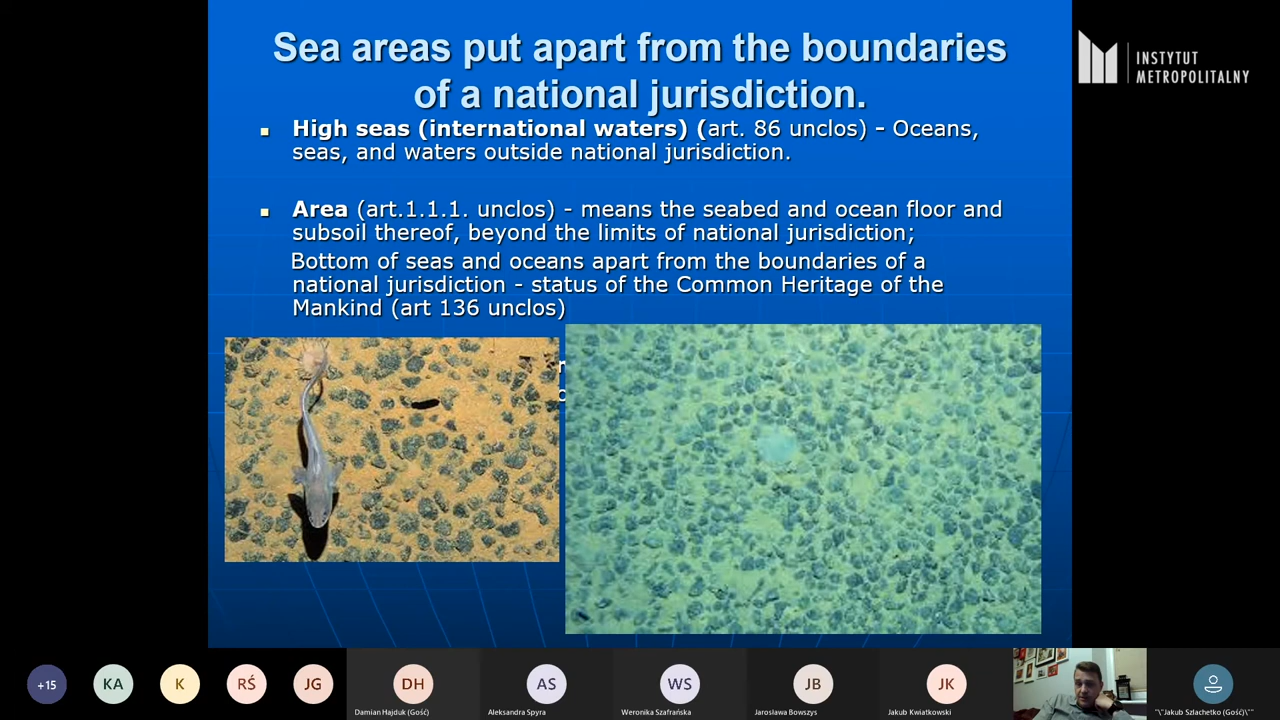 Sea areas put apart from the boundaries
of a national jurisdiction.
INSTYTUT
METROPOLITALNY
▪ High seas (international waters) (art. 86 unclos) – Oceans,
seas, and waters outside national jurisdiction.
▪ Area (art.1.1.1. unclos) - means the seabed and ocean floor and
subsoil thereof, beyond the limits of national jurisdiction;
Bottom of seas and oceans apart from the boundaries of a
national jurisdiction - status of the Common Heritage of the
Mankind (art 136 unclos)
+15
KA
K
RŚ
JG
DH
AS
WS
JB
JK
Damian Hajduk (Gość)
Aleksandra Spyra
Weronika Szafrańska
Jarosława Bowszys
Jakub Kwiatkowski
"\"Jakub Szlachetko (Gość)\""